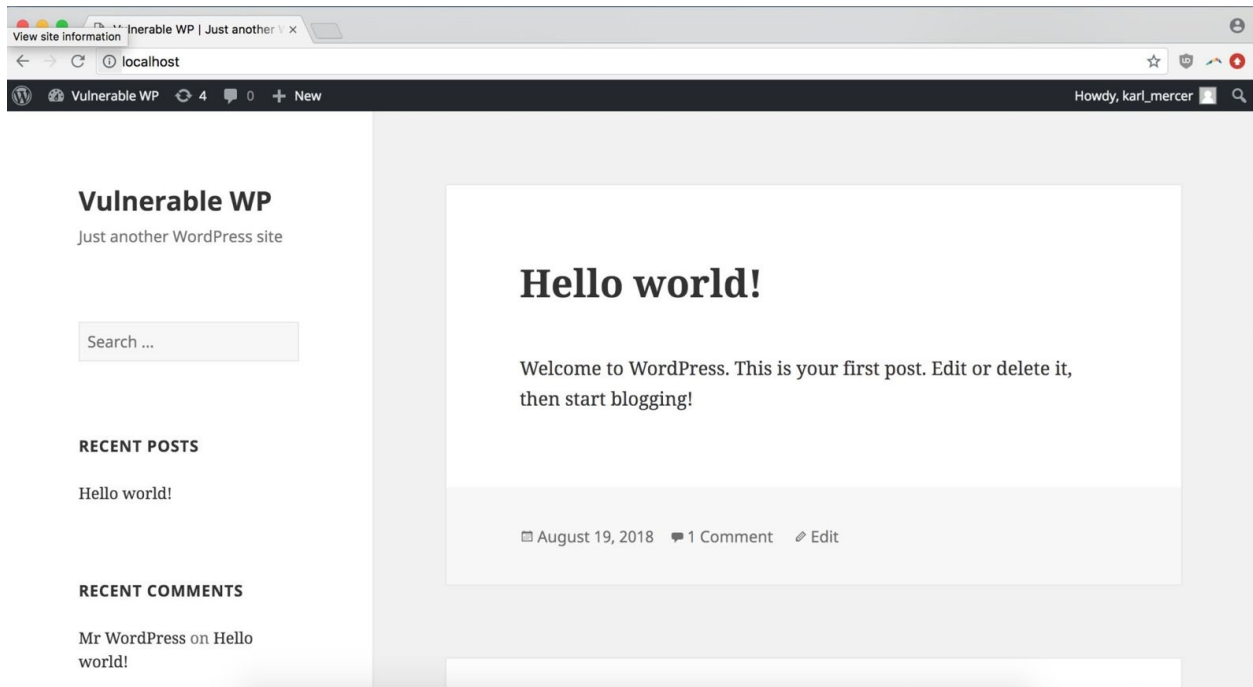 Vulnerable WP | Just another
View site information
localhost
Vulnerable WP 4 0 + New
Howdy, karl_mercer
Vulnerable WP
Just another WordPress site
Search ...
RECENT POSTS
Hello world!
RECENT COMMENTS
Mr WordPress on Hello
world!
Hello world!
Welcome to WordPress. This is your first post. Edit or delete it,
then start blogging!
August 19, 2018 1 Comment Edit